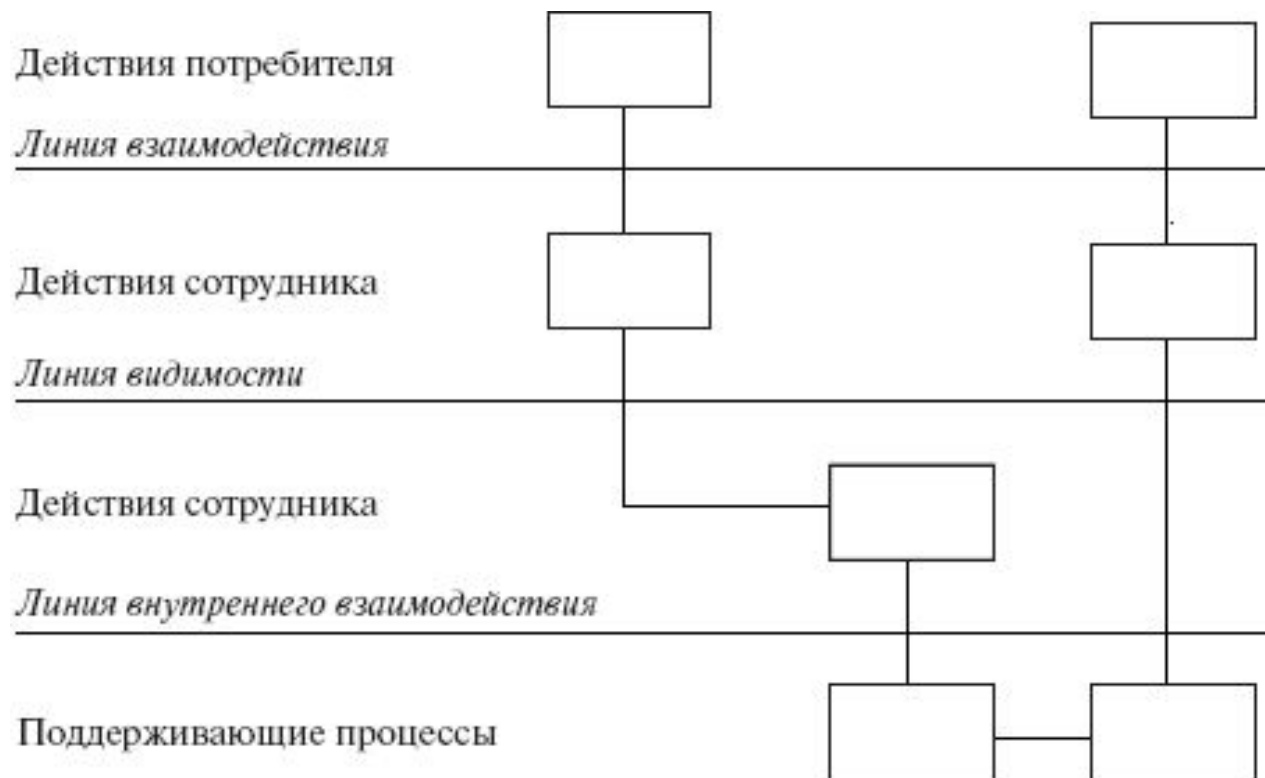 Действия потребителя
Линия взаимодействия
Действия сотрудника
Линия видимости
Действия сотрудника
Линия внутреннего взаимодействия
Поддерживающие процессы